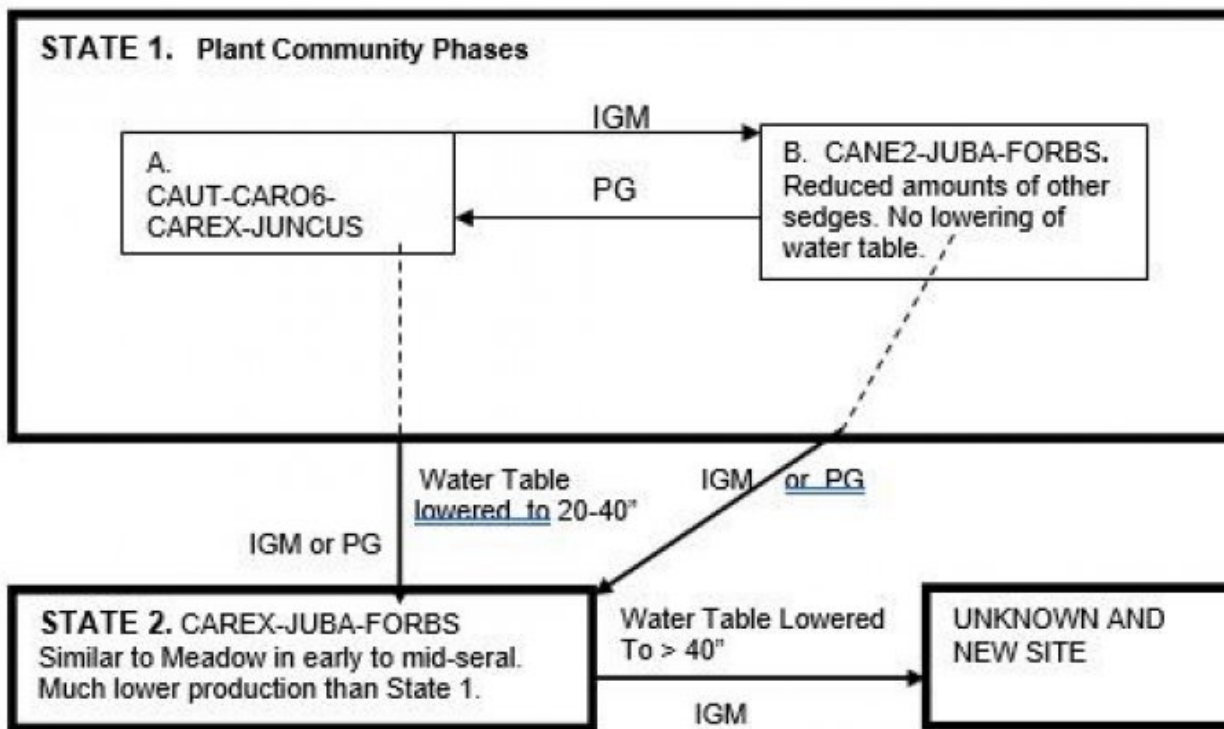 STATE 1. Plant Community Phases
IGM
A.
CAUT-CARO6-
CAREX-JUNCUS
PG
B. CANE2-JUBA-FORBS.
Reduced amounts of other
sedges. No lowering of
water table.
Water Table
lowered to 20-40”
IGM or PG
IGM or PG
STATE 2. CAREX-JUBA-FORBS
Similar to Meadow in early to mid-seral.
Much lower production than State 1.
Water Table Lowered
To > 40”
IGM
UNKNOWN AND
NEW SITE